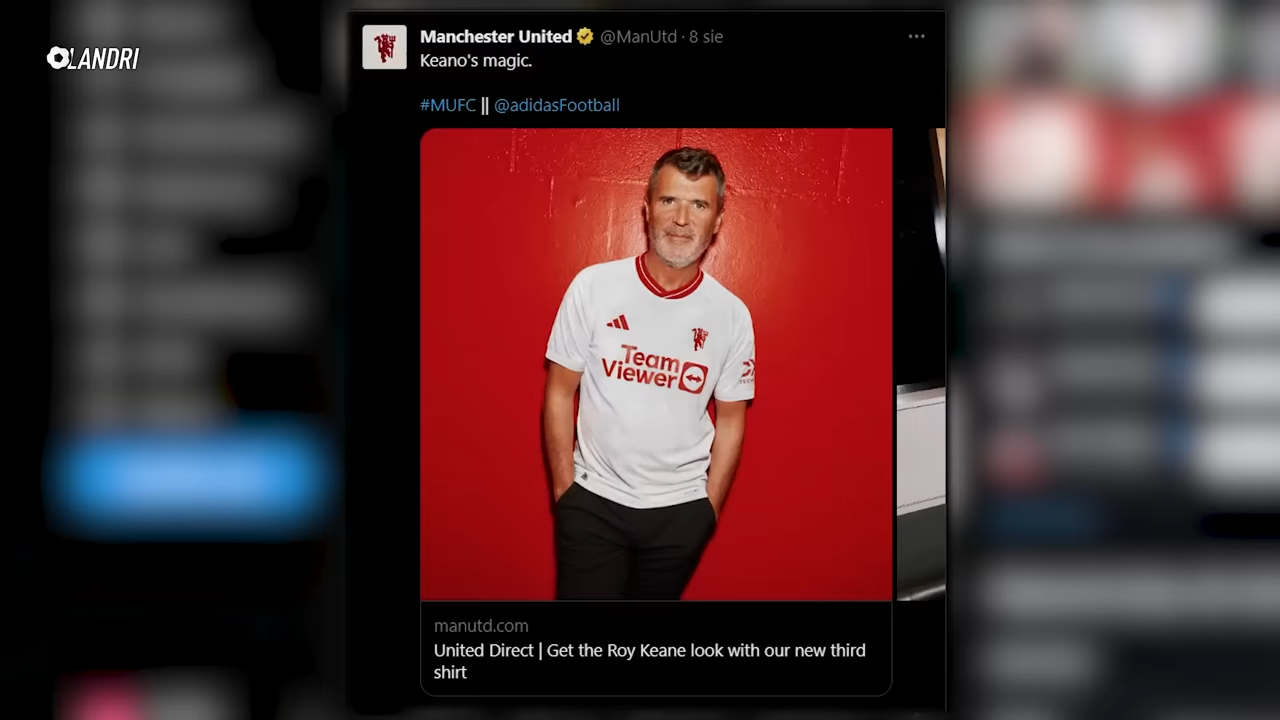 LANDRI
Manchester United @ManUtd · 8 sie
Keano's magic.
#MUFC || @adidasFootball
Team
Viewer
manutd.com
United Direct | Get the Roy Keane look with our new third
shirt